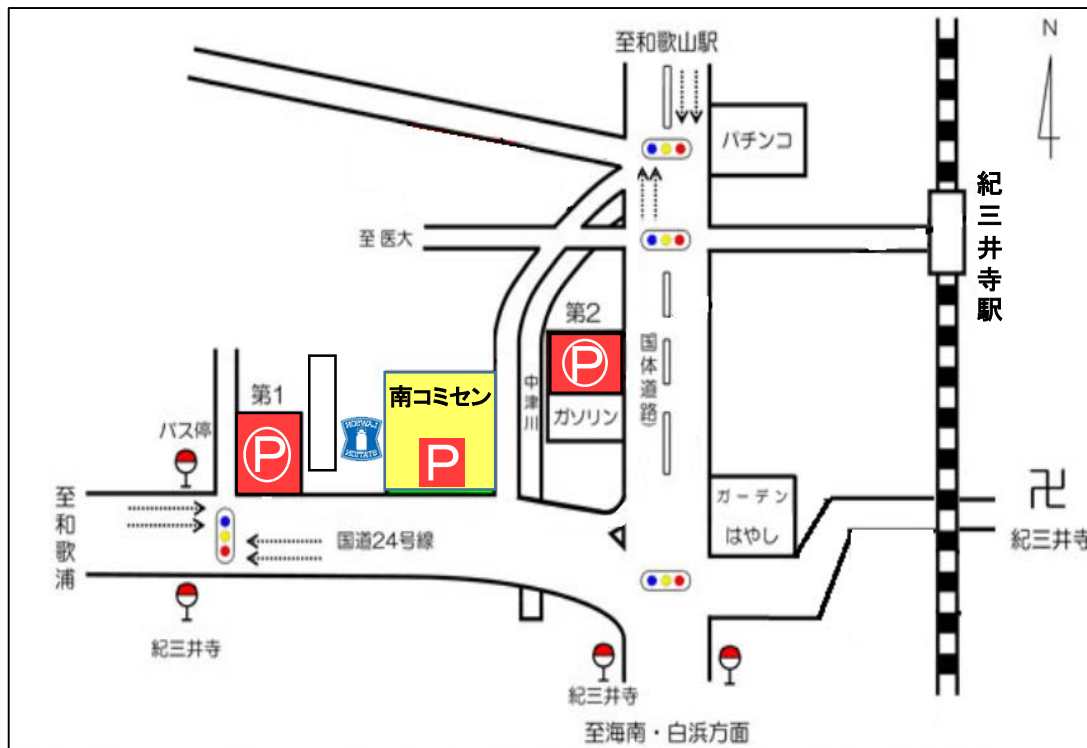 至和歌山駅
N
パチンコ
紀三井寺駅
至 医大
第2
P
国体道路)
ガソリン
中津川
南コミセン
P
第1
P
バス停
LAWSON
STATION
至和歌浦
国道24号線
ガーデン
はやし
卍
紀三井寺
紀三井寺
紀三井寺
至海南・白浜方面